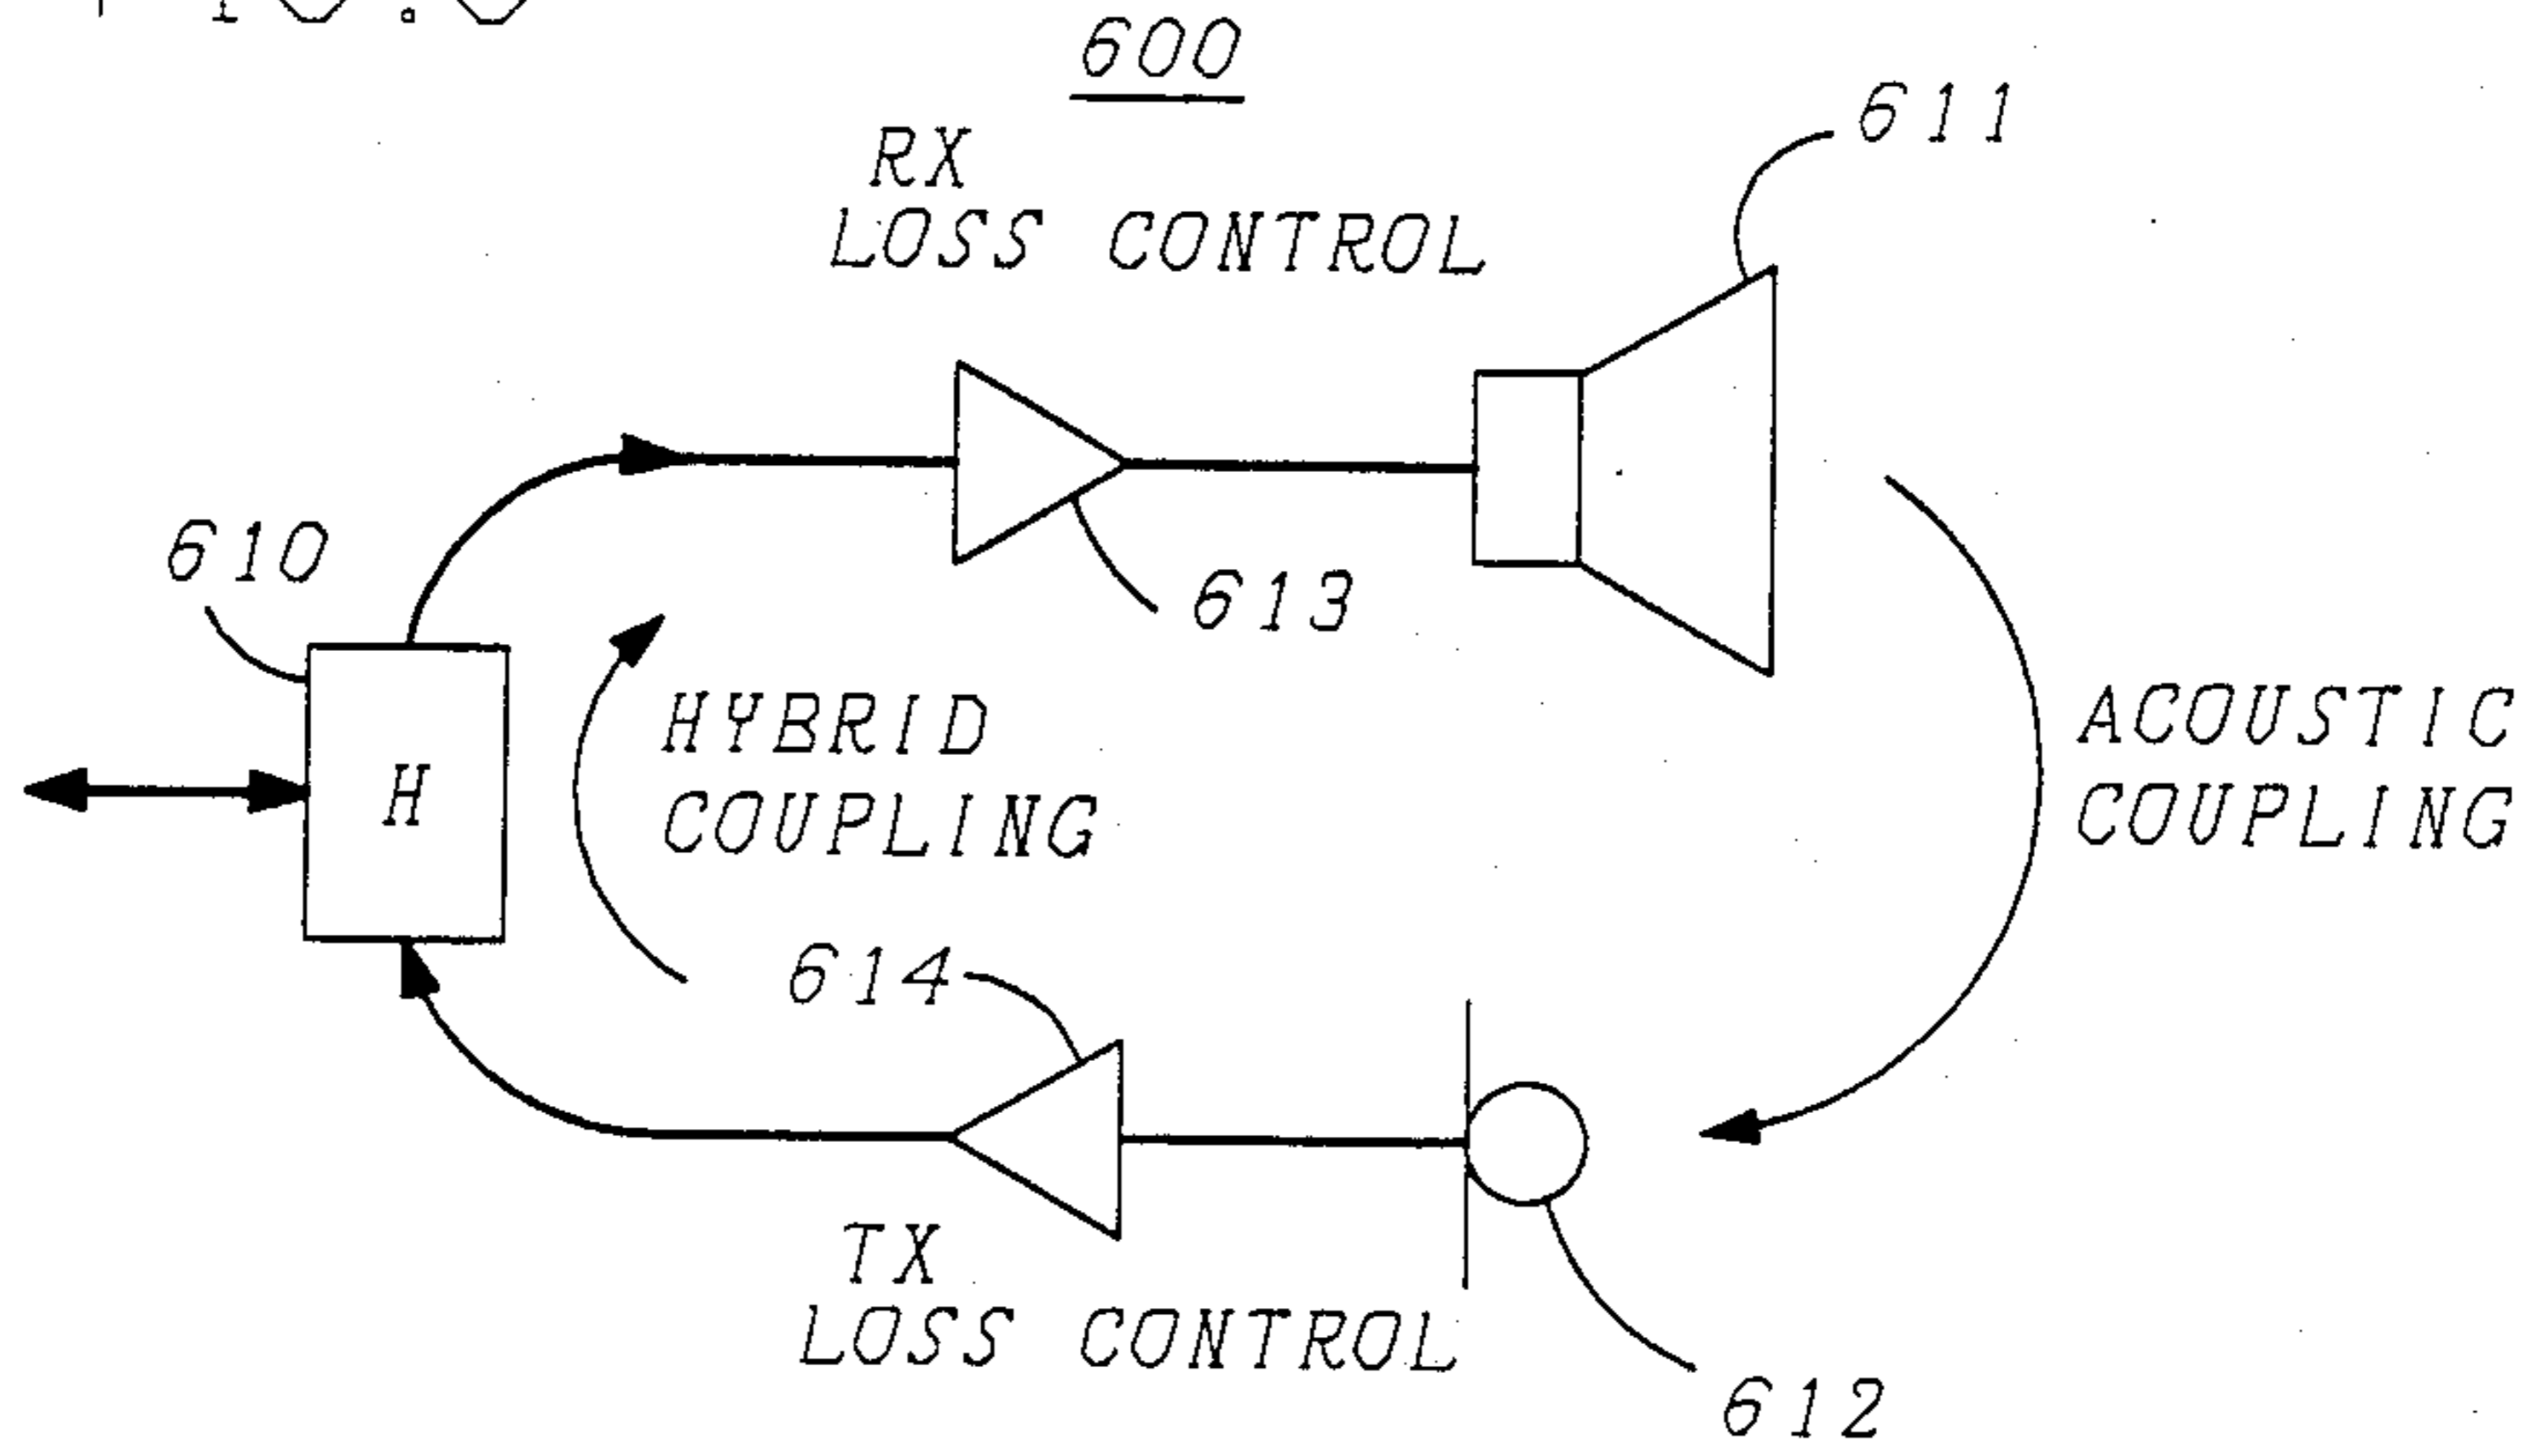 600
RX
LOSS CONTROL
611
610
613
H
HYBRID
COUPLING
ACOUSTIC
COUPLING
614
TX
LOSS CONTROL
612